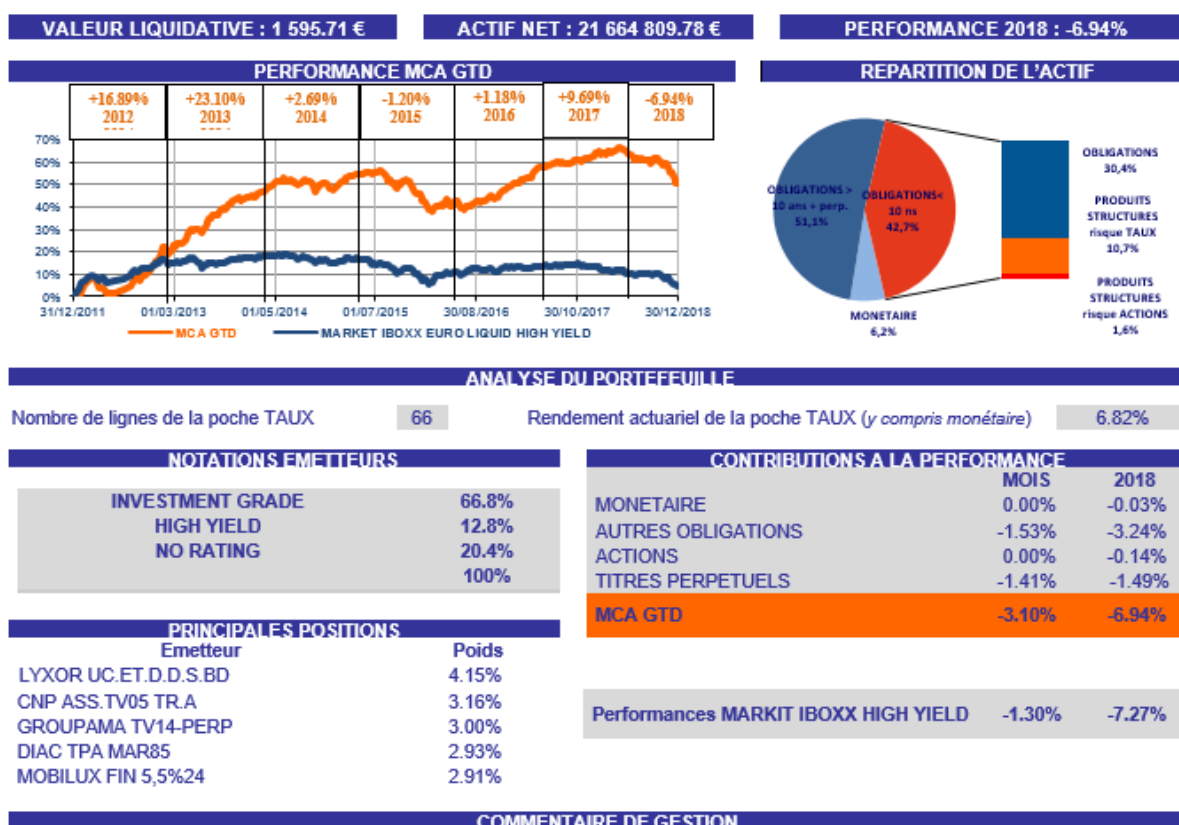 VALEUR LIQUIDATIVE : 1 595.71 €
ACTIF NET : 21 664 809.78 €
PERFORMANCE 2018 : -6.94%
PERFORMANCE MCA GTD
+16.89% +23.10% +2.69% -1.20% +1.18% +9.69% -6.94%
2012 2013 2014 2015 2016 2017 2018
70%
60%
50%
40%
30%
20%
10%
0%
31/12/2011 01/03/2013 01/05/2014 01/07/2015 30/08/2016 30/10/2017 30/12/2018
MCA GTD MARKET IBOXX EURO LIQUID HIGH YIELD
REPARTITION DE L'ACTIF
OBLIGATIONS >
10 ans + perp.
51,1%
OBLIGATIONS<
10 ns
42,7%
MONETAIRE
6,2%
OBLIGATIONS
30,4%
PRODUITS
STRUCTURES
risque TAUX
10,7%
PRODUITS
STRUCTURES
risque ACTIONS
1,6%
ANALYSE DU PORTEFEUILLE
Nombre de lignes de la poche TAUX 66
Rendement actuariel de la poche TAUX (y compris monétaire) 6.82%
NOTATIONS EMETTEURS
INVESTMENT GRADE 66.8%
HIGH YIELD 12.8%
NO RATING 20.4%
100%
PRINCIPALES POSITIONS
Emetteur Poids
LYXOR UC.ET.D.D.S.BD 4.15%
CNP ASS.TV05 TR.A 3.16%
GROUPAMA TV14-PERP 3.00%
DIAC TPA MAR85 2.93%
MOBILUX FIN 5,5%24 2.91%
CONTRIBUTIONS A LA PERFORMANCE
MOIS 2018
MONETAIRE 0.00% -0.03%
AUTRES OBLIGATIONS -1.53% -3.24%
ACTIONS 0.00% -0.14%
TITRES PERPETUELS -1.41% -1.49%
MCA GTD -3.10% -6.94%
Performances MARKIT IBOXX HIGH YIELD -1.30% -7.27%
COMMENTAIRE DE GESTION